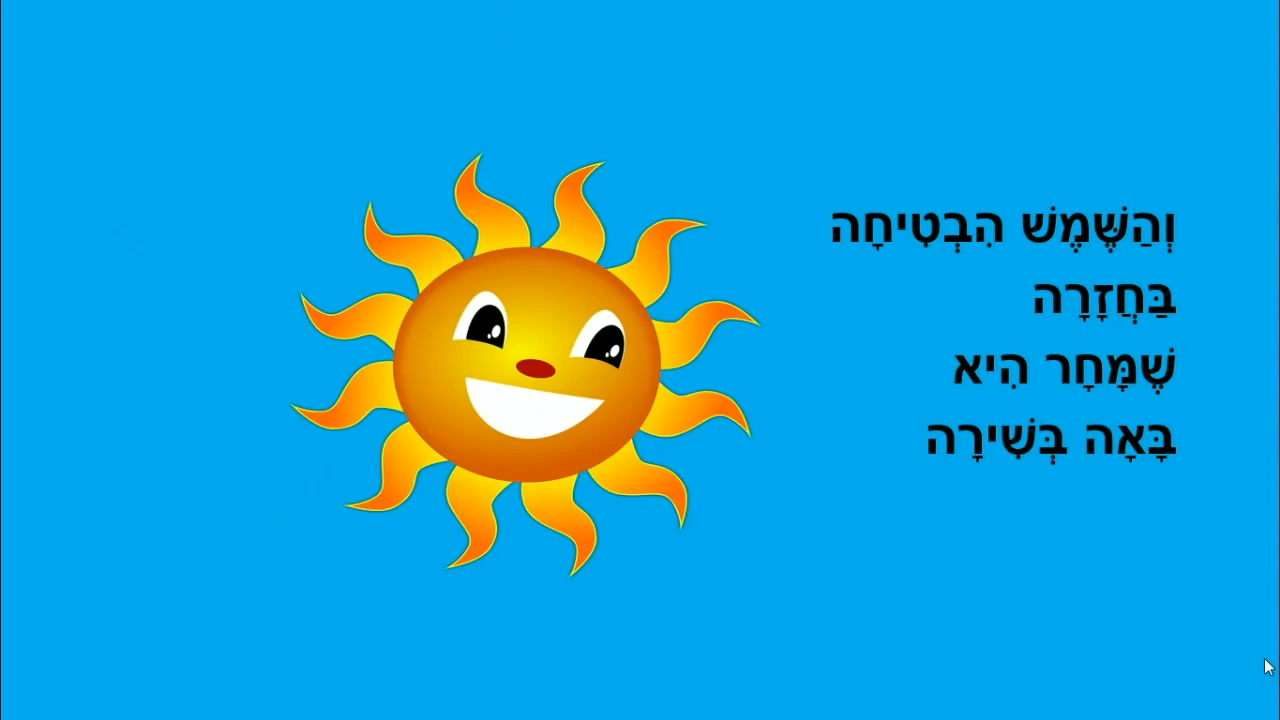 וְהַשֶּׁמֶשׁ הִבְטִיחָה
בַּחֲזָרָה
שֶׁמָּחָר הִיא
בָּאָה בְּשִׁירָה